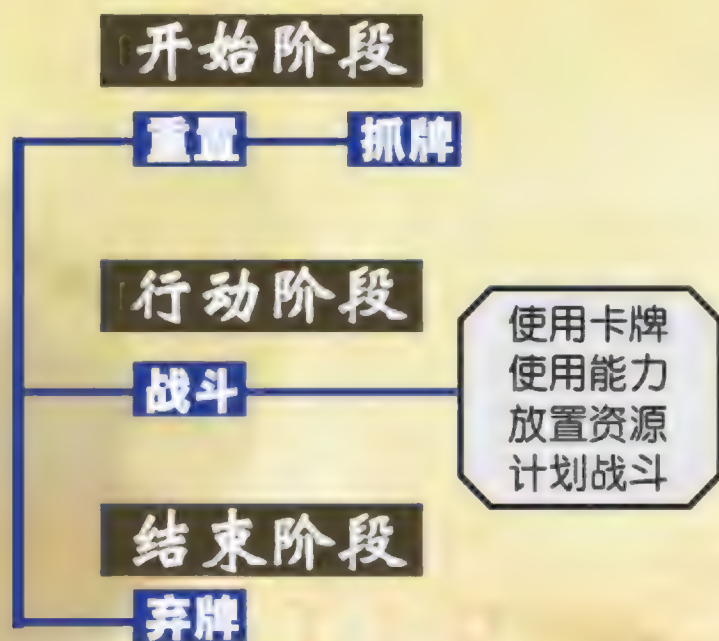 开始阶段
重置 抓牌
行动阶段
战斗
使用卡牌
使用能力
放置资源
计划战斗
结束阶段
弃牌